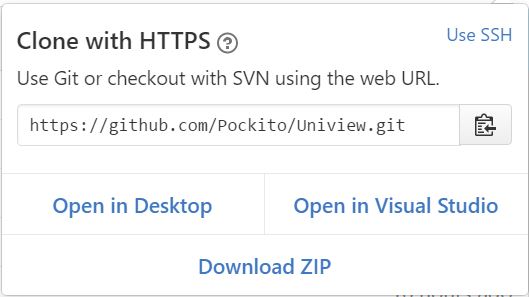 Clone with HTTPS ?
Use SSH
Use Git or checkout with SVN using the web URL.
https://github.com/Pockito/Uniview.git
Open in Desktop
Open in Visual Studio
Download ZIP